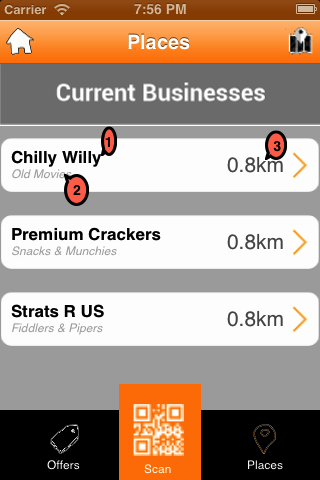 Carrier 7:56 PM
Places
Current Businesses
1
3
Chilly Willy 0.8km
Old Movies
2
Premium Crackers 0.8km
Snacks & Munchies
Strats R US 0.8km
Fiddlers & Pipers
Offers Scan Places